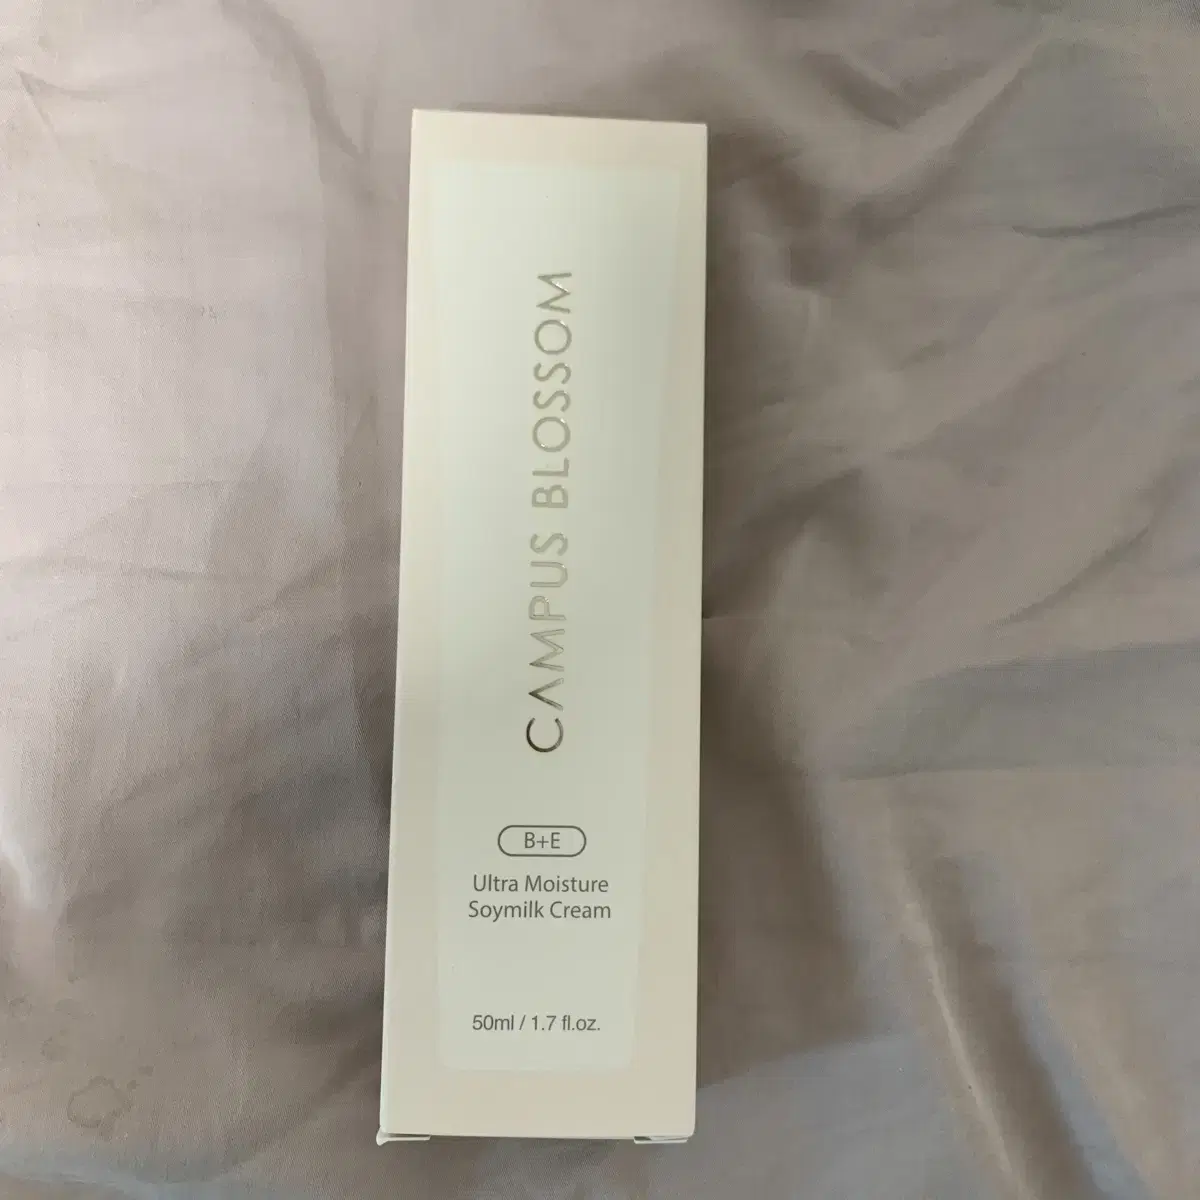 CAMPUS BLOSSOM
B+E
Ultra Moisture
Soymilk Cream
50ml / 1.7 fl.oz.